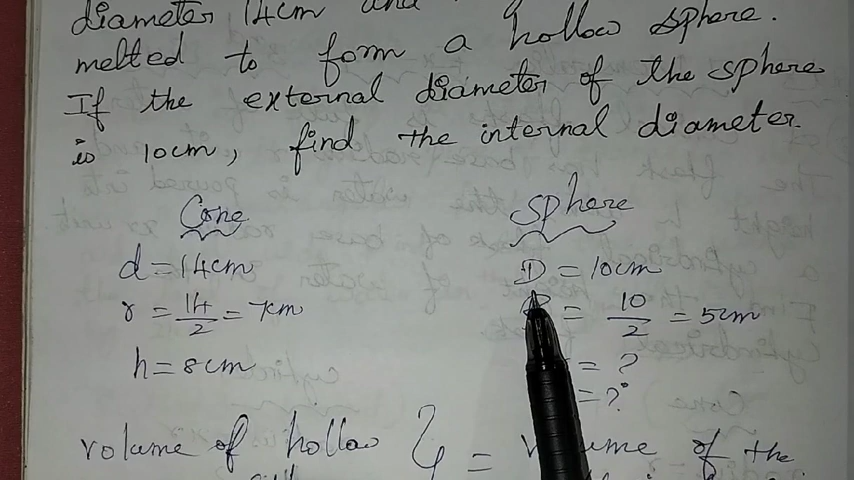 diameter 14cm and
melted to form a hollow sphere.
If the external diameter of the sphere
is 10cm, find the internal diameter.
Cone
d = 14cm
r = 14/2 = 7cm
h = 8cm
Sphere
D = 10cm
= 10/2 = 5cm
= ?
= ?
volume of hollow } = volume of the